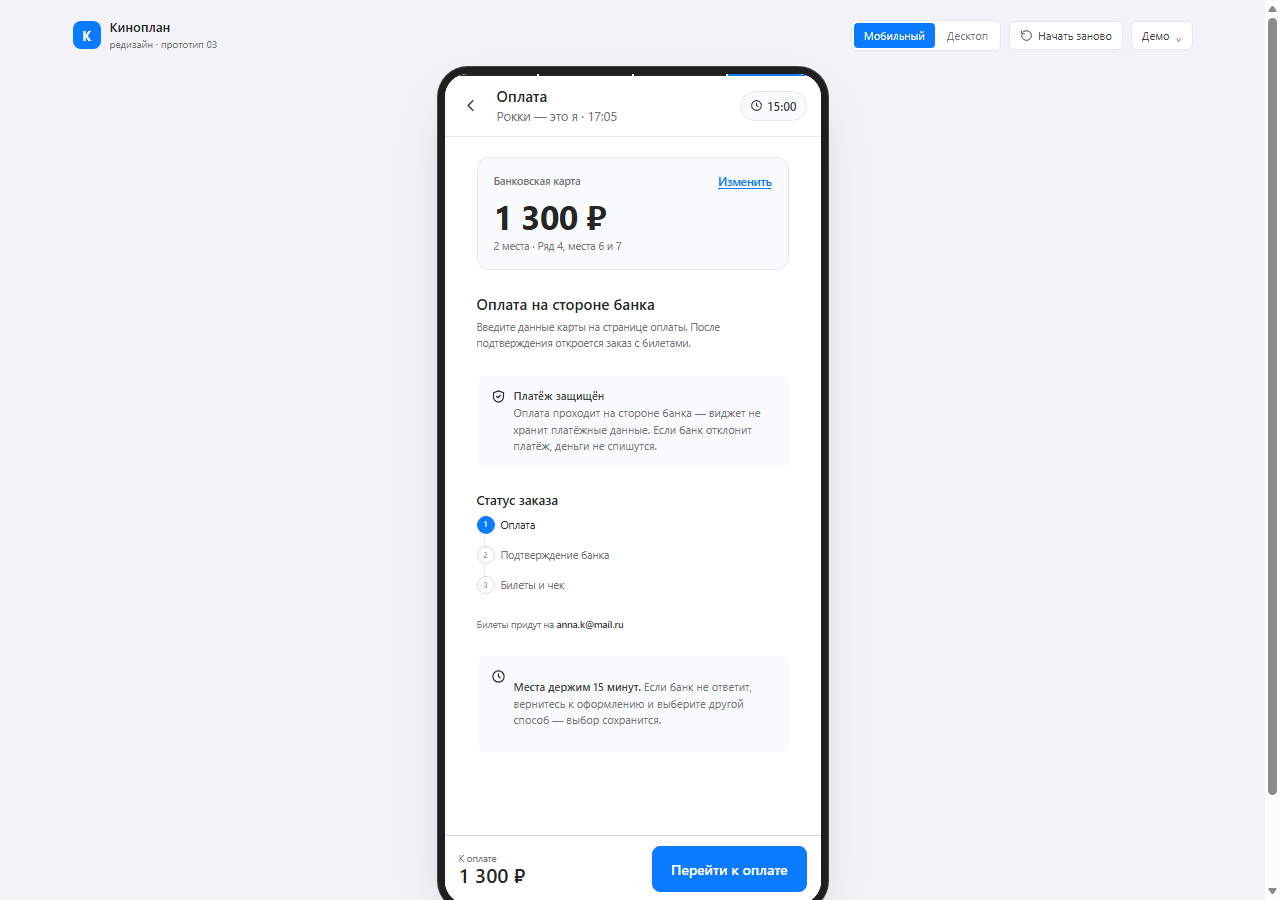 К
Киноплан
редизайн · прототип 03
Мобильный
Десктоп
Начать заново
Демо
Оплата
Рокки — это я · 17:05
15:00
Банковская карта
Изменить
1 300 ₽
2 места · Ряд 4, места 6 и 7
Оплата на стороне банка
Введите данные карты на странице оплаты. После
подтверждения откроется заказ с билетами.
Платёж защищён
Оплата проходит на стороне банка — виджет не
хранит платёжные данные. Если банк отклонит
платёж, деньги не спишутся.
Статус заказа
1 Оплата
2 Подтверждение банка
3 Билеты и чек
Билеты придут на anna.k@mail.ru
Места держим 15 минут. Если банк не ответит,
вернитесь к оформлению и выберите другой
способ — выбор сохранится.
К оплате
1 300 ₽
Перейти к оплате